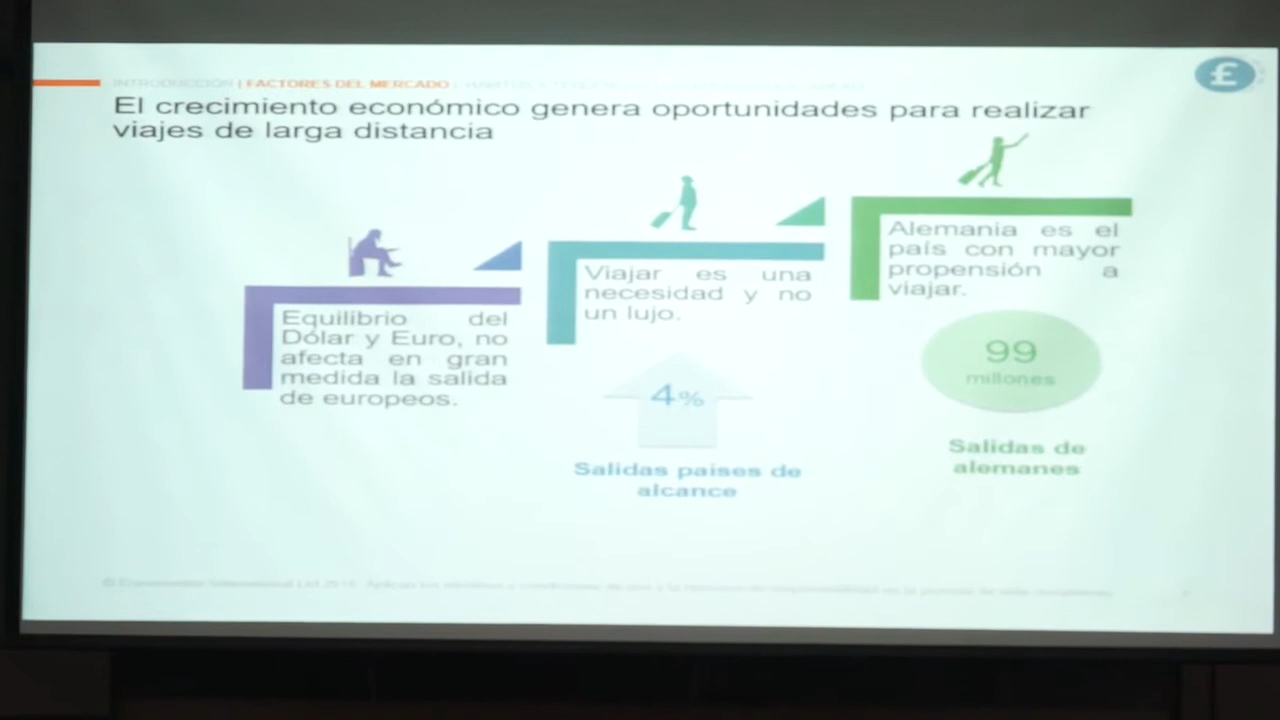 INTRODUCCIÓN | FACTORES DEL MERCADO
£
El crecimiento económico genera oportunidades para realizar
viajes de larga distancia
Equilibrio del
Dólar y Euro, no
afecta en gran
medida la salida
de europeos.
Viajar es una
necesidad y no
un lujo.
4%
Salidas países de
alcance
Alemania es el
país con mayor
propensión a
viajar.
99
millones
Salidas de
alemanes